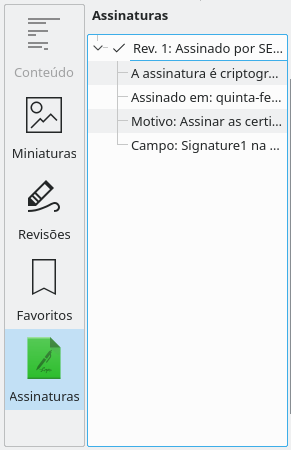 Assinaturas
Conteúdo
Miniaturas
Revisões
Favoritos
Assinaturas
Rev. 1: Assinado por SE...
A assinatura é criptogr...
Assinado em: quinta-fe...
Motivo: Assinar as certi...
Campo: Signature1 na ...